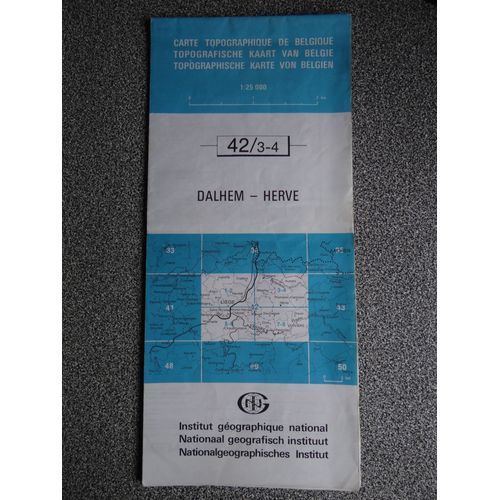 CARTE TOPOGRAPHIQUE DE BELGIQUE
TOPOGRAFISCHE KAART VAN BELGIE
TOPOGRAPHISCHE KARTE VON BELGIEN
1:25 000
42/3-4
DALHEM – HERVE
33
34
35
LIEGE
41
42
43
7-8
48
49
50
Institut géographique national
Nationaal geografisch instituut
Nationalgeographisches Institut